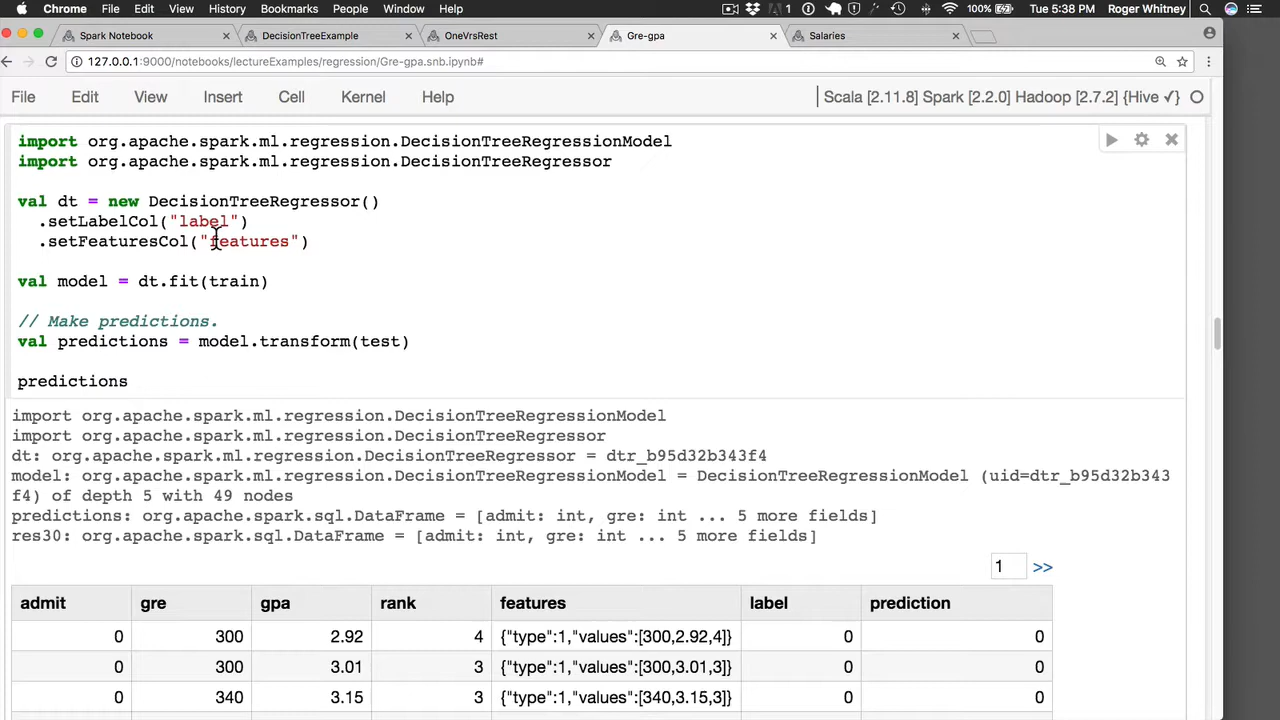 Chrome File Edit View History Bookmarks People Window Help 1 100% Tue 5:38 PM Roger Whitney
Spark Notebook × DecisionTreeExample × OneVrsRest × Gre-gpa × Salaries ×
127.0.0.1:9000/notebooks/lectureExamples/regression/Gre-gpa.snb.ipynb#
File Edit View Insert Cell Kernel Help Scala [2.11.8] Spark [2.2.0] Hadoop [2.7.2] {Hive ✓}
import org.apache.spark.ml.regression.DecisionTreeRegressionModel
import org.apache.spark.ml.regression.DecisionTreeRegressor
val dt = new DecisionTreeRegressor()
.setLabelCol("label")
.setFeaturesCol("features")
val model = dt.fit(train)
// Make predictions.
val predictions = model.transform(test)
predictions
import org.apache.spark.ml.regression.DecisionTreeRegressionModel
import org.apache.spark.ml.regression.DecisionTreeRegressor
dt: org.apache.spark.ml.regression.DecisionTreeRegressor = dtr_b95d32b343f4
model: org.apache.spark.ml.regression.DecisionTreeRegressionModel = DecisionTreeRegressionModel (uid=dtr_b95d32b343
f4) of depth 5 with 49 nodes
predictions: org.apache.spark.sql.DataFrame = [admit: int, gre: int ... 5 more fields]
res30: org.apache.spark.sql.DataFrame = [admit: int, gre: int ... 5 more fields]
1 >>
admit gre gpa rank features label prediction
0 300 2.92 4 {"type":1,"values":[300,2.92,4]} 0 0
0 300 3.01 3 {"type":1,"values":[300,3.01,3]} 0 0
0 340 3.15 3 {"type":1,"values":[340,3.15,3]} 0 0